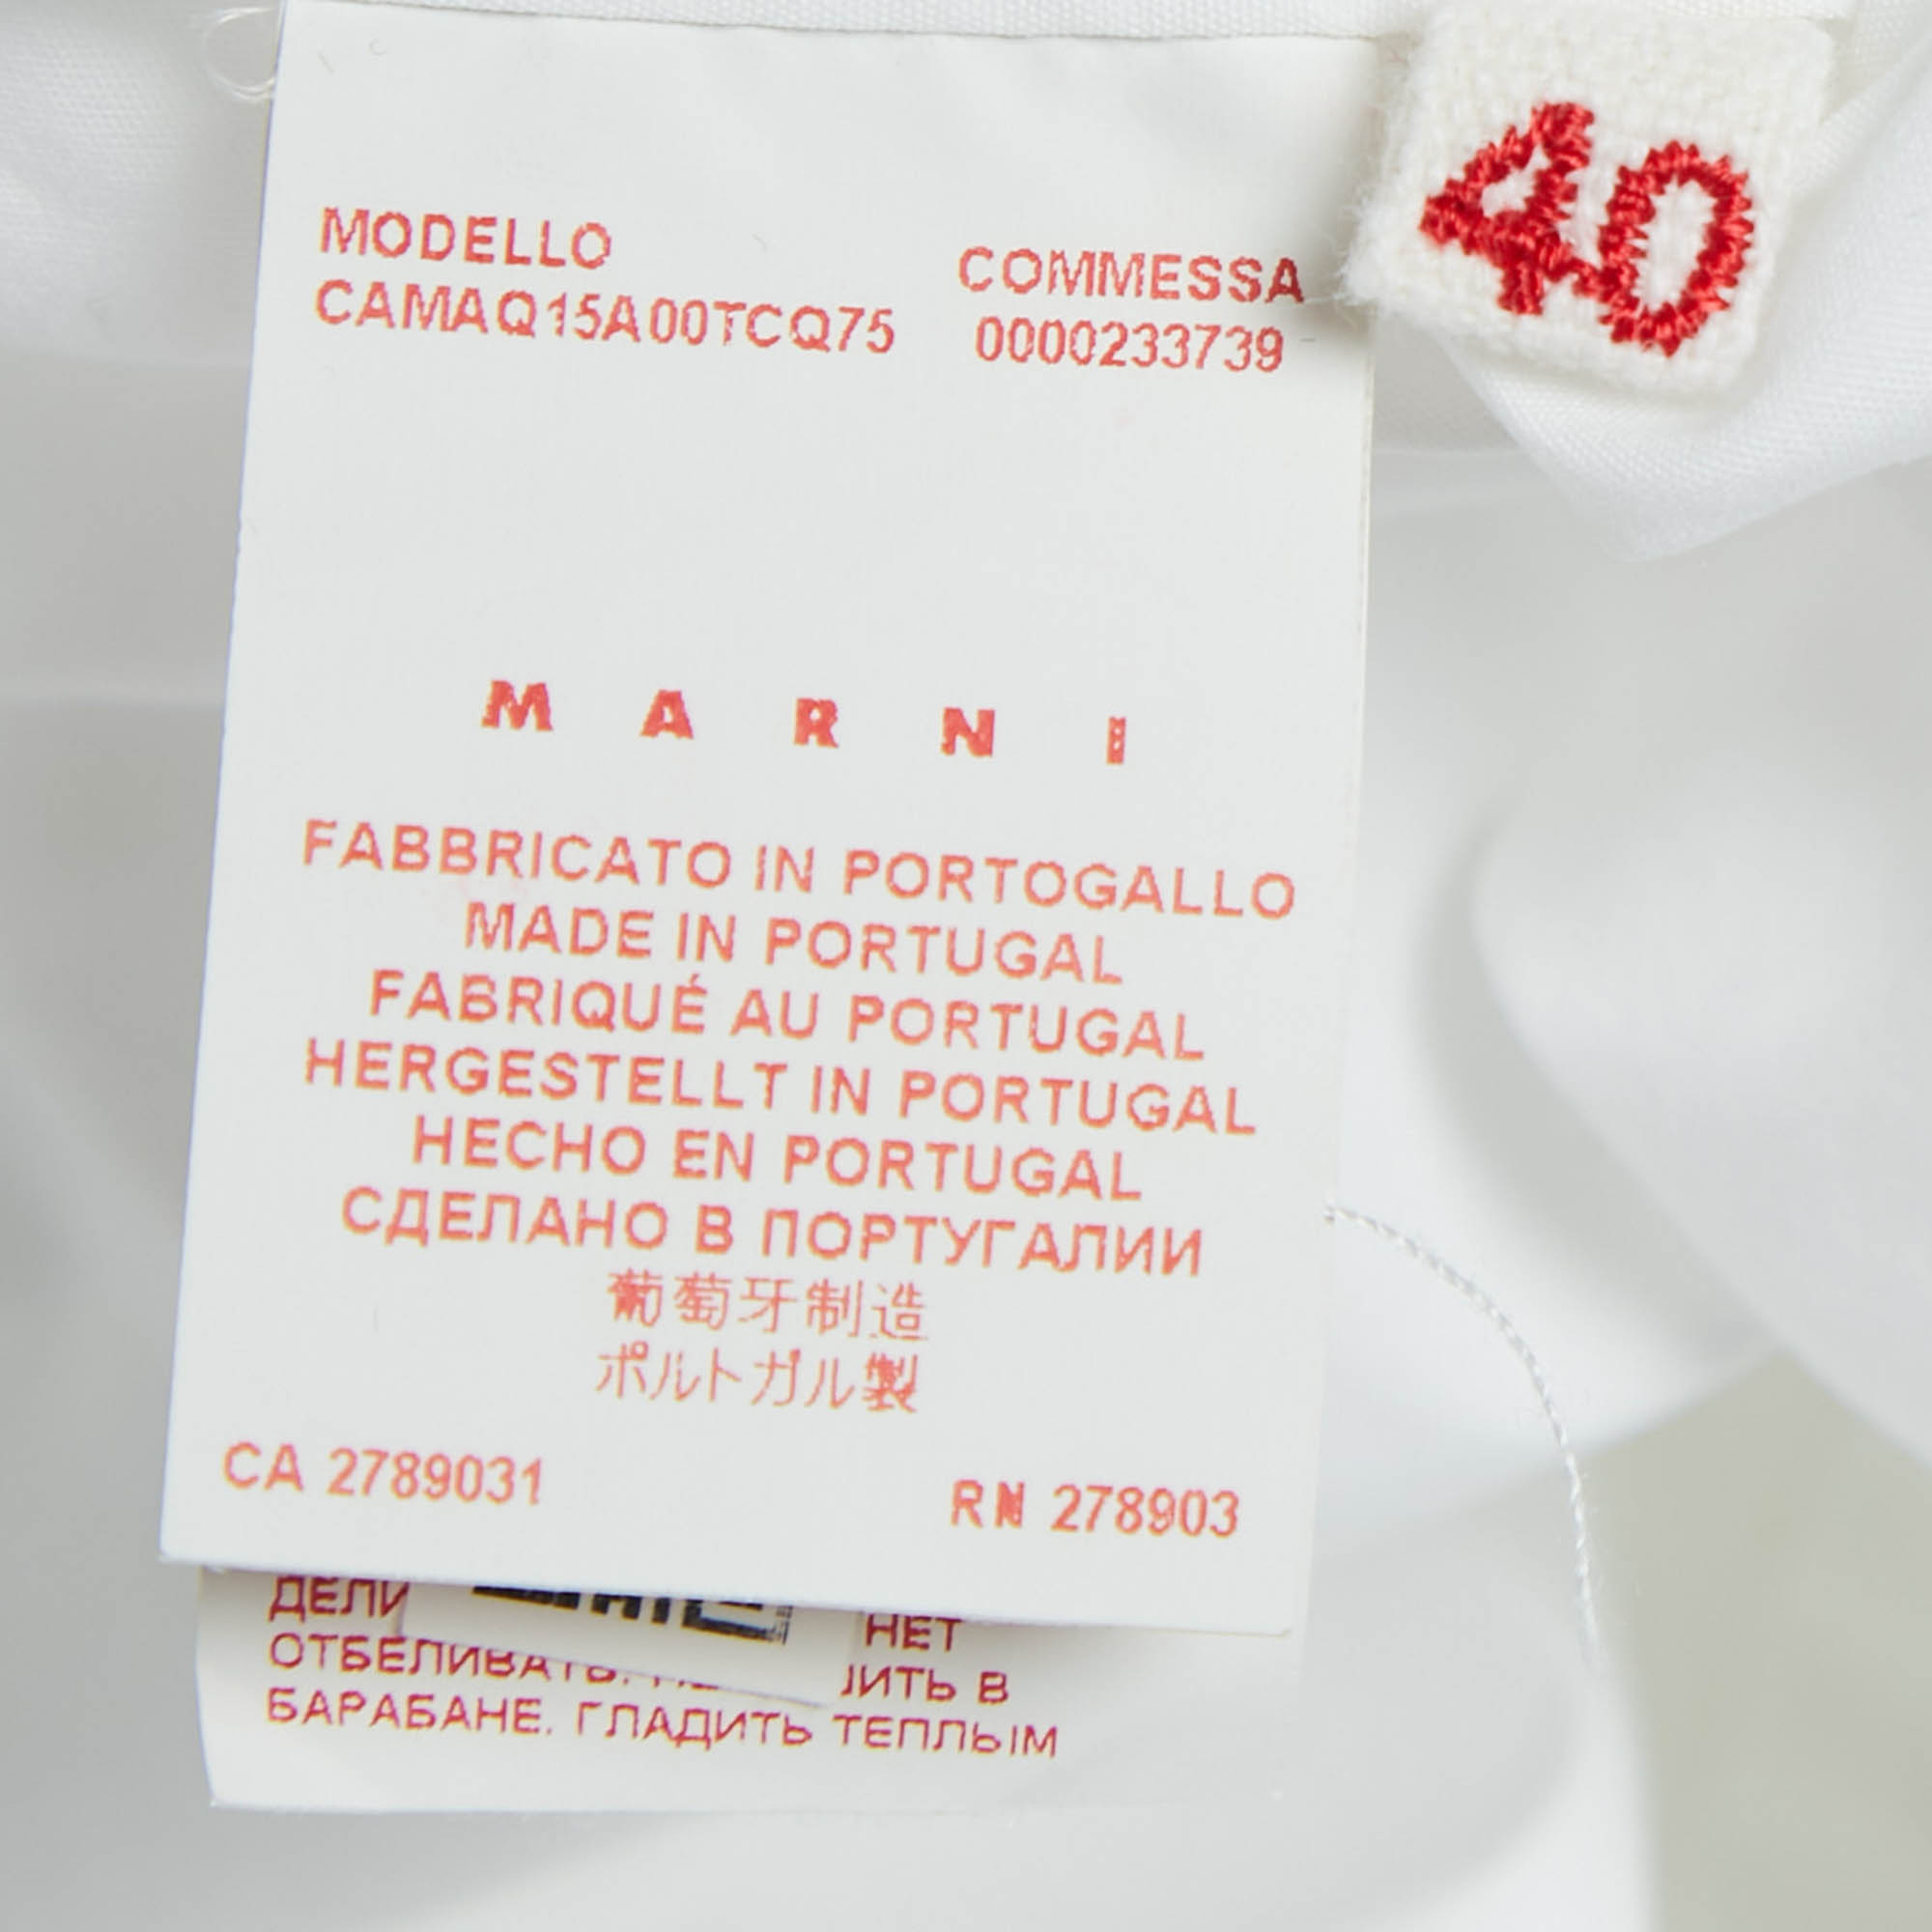 40
MODELLO
CAMAQ15A00TCQ75
COMMESSA
0000233739
MARNI
FABBRICATO IN PORTOGALLO
MADE IN PORTUGAL
FABRIQUÉ AU PORTUGAL
HERGESTELLT IN PORTUGAL
HECHO EN PORTUGAL
СДЕЛАНО В ПОРТУГАЛИИ
葡萄牙制造
ポルトガル製
CA 2789031
RN 278903
НЕТ
ОТБЕЛИВАТЬ. В
БАРАБАНЕ. ГЛАДИТЬ ТЕПЛЫМ